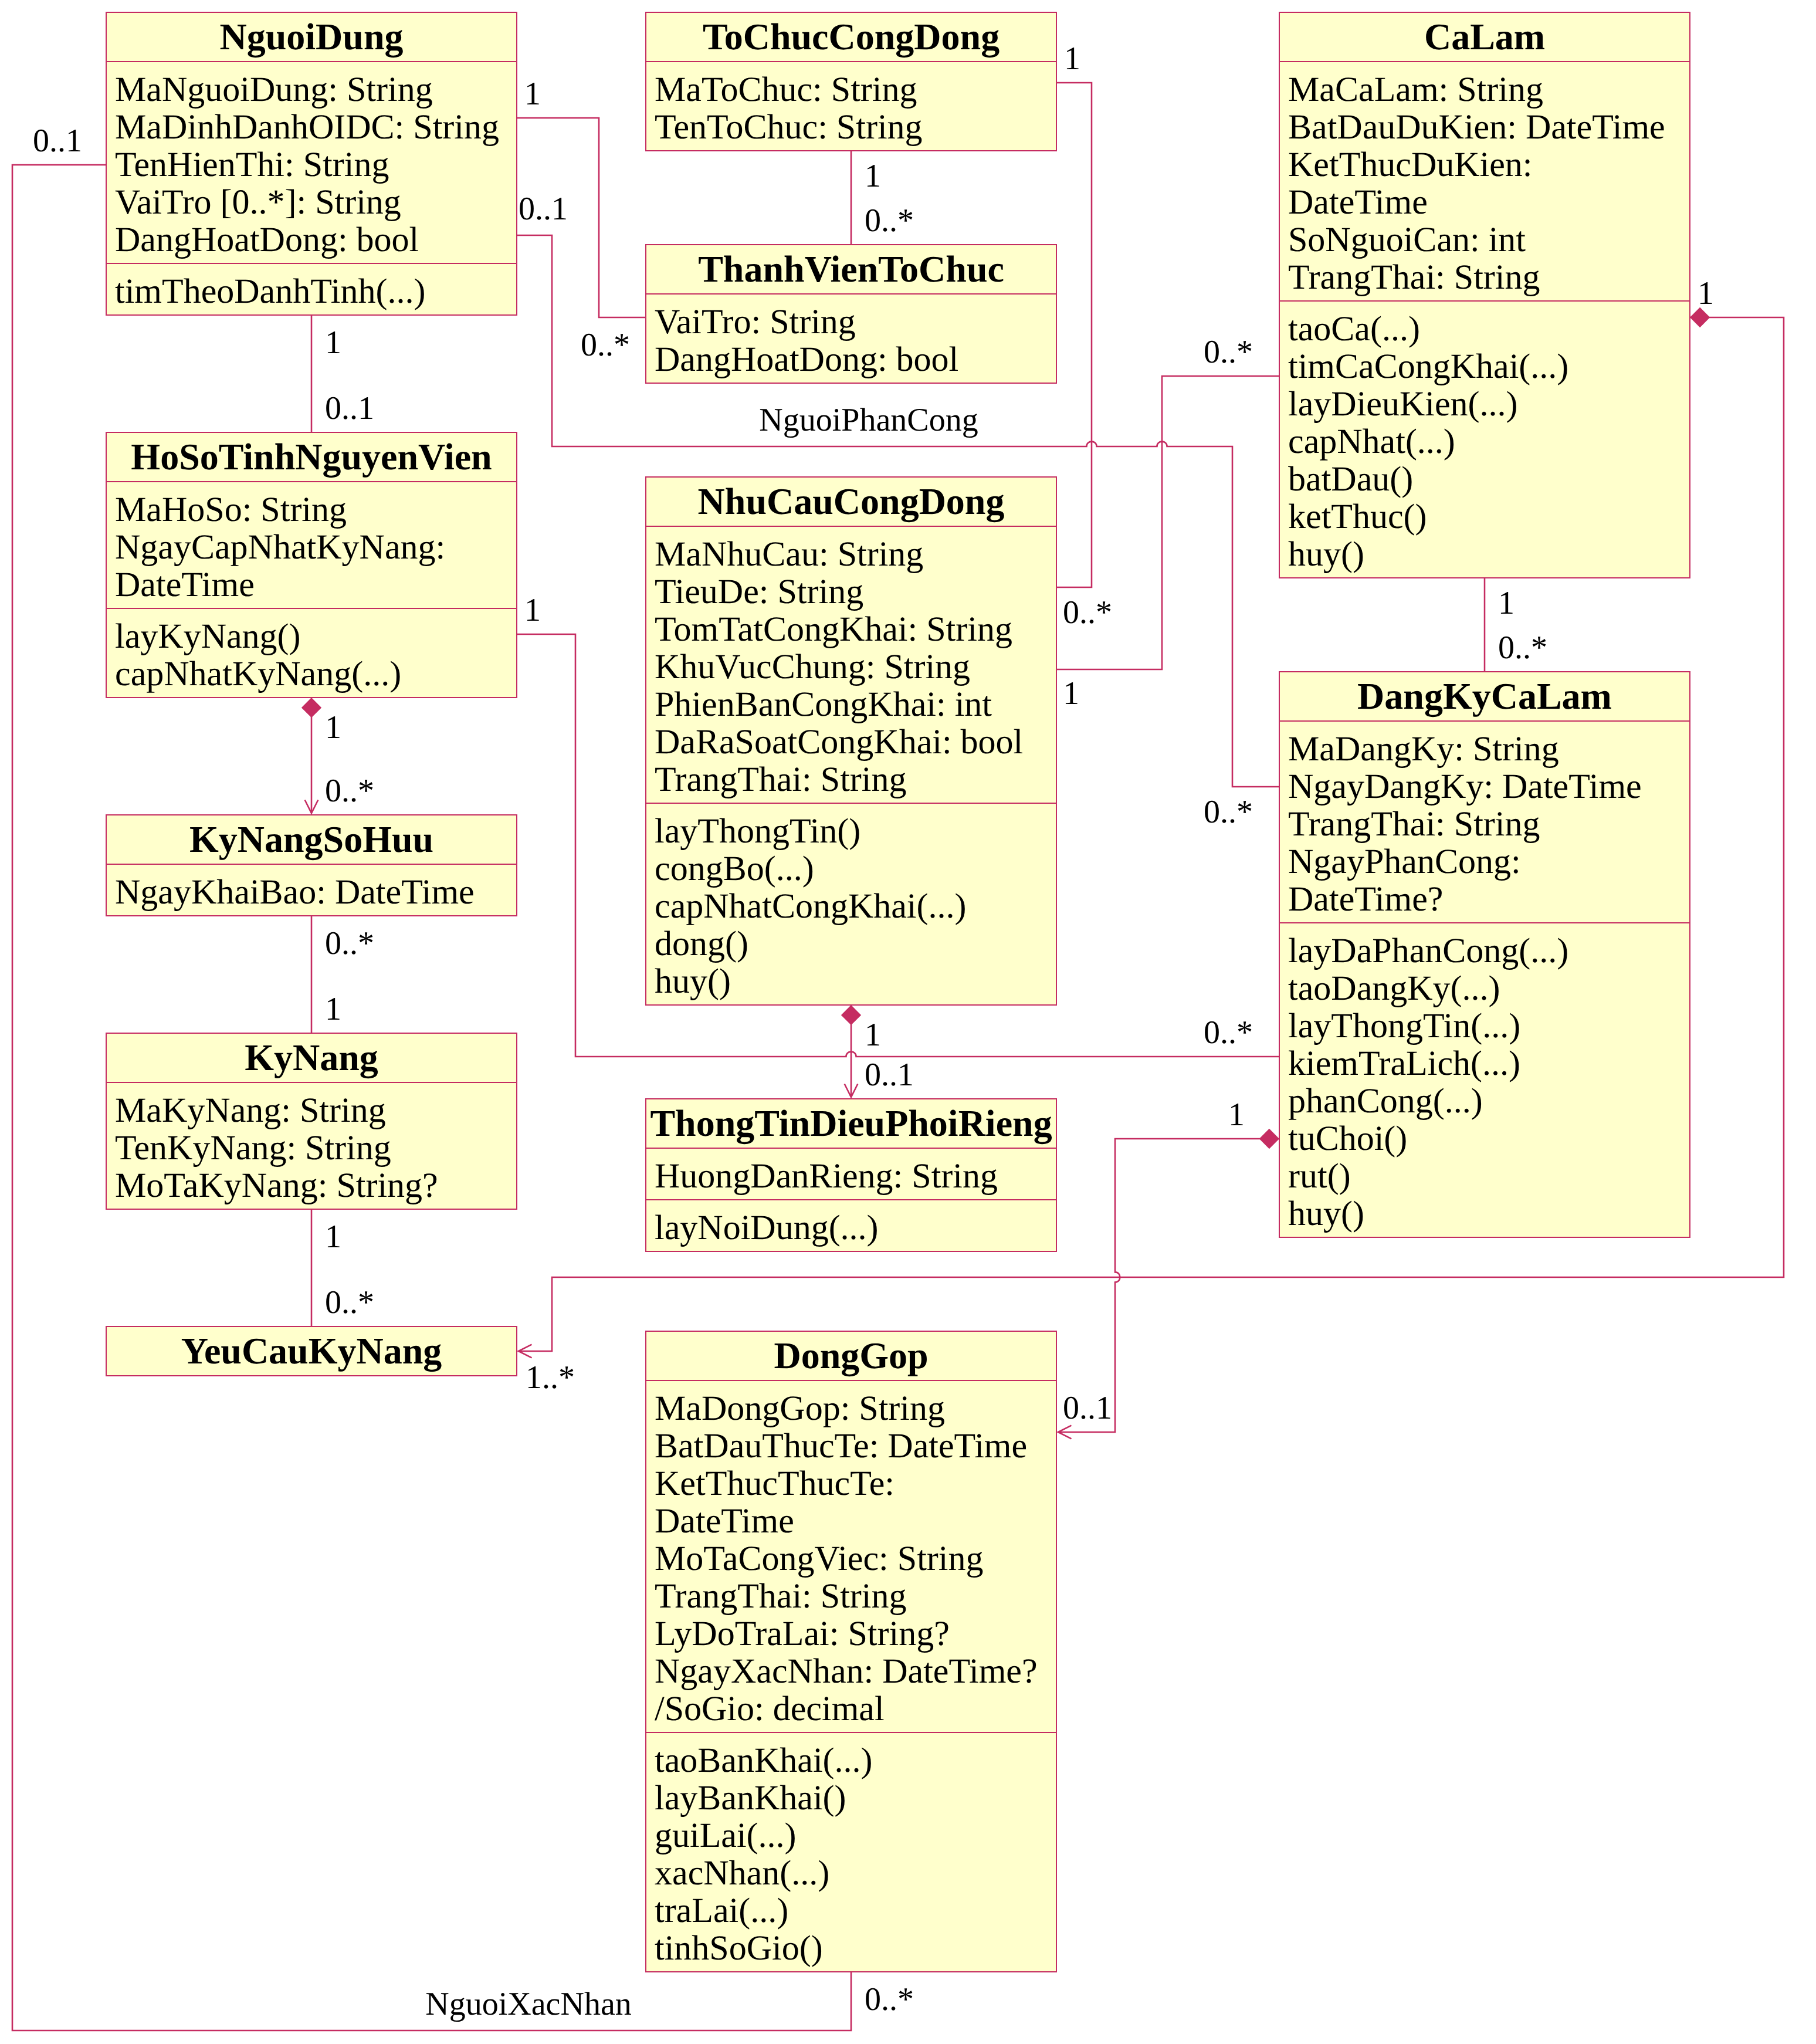 NguoiDung
MaNguoiDung: String
MaDinhDanhOIDC: String
TenHienThi: String
VaiTro [0..*]: String
DangHoatDong: bool
timTheoDanhTinh(...)
0..1
1
0..1
1
0..1
ToChucCongDong
MaToChuc: String
TenToChuc: String
1
1
0..*
ThanhVienToChuc
VaiTro: String
DangHoatDong: bool
0..*
NguoiPhanCong
CaLam
MaCaLam: String
BatDauDuKien: DateTime
KetThucDuKien:
DateTime
SoNguoiCan: int
TrangThai: String
taoCa(...)
timCaCongKhai(...)
layDieuKien(...)
capNhat(...)
batDau()
ketThuc()
huy()
1
0..*
1
0..*
HoSoTinhNguyenVien
MaHoSo: String
NgayCapNhatKyNang:
DateTime
layKyNang()
capNhatKyNang(...)
1
1
0..*
NhuCauCongDong
MaNhuCau: String
TieuDe: String
TomTatCongKhai: String
KhuVucChung: String
PhienBanCongKhai: int
DaRaSoatCongKhai: bool
TrangThai: String
layThongTin()
congBo(...)
capNhatCongKhai(...)
dong()
huy()
0..*
1
1
0..1
DangKyCaLam
MaDangKy: String
NgayDangKy: DateTime
TrangThai: String
NgayPhanCong:
DateTime?
layDaPhanCong(...)
taoDangKy(...)
layThongTin(...)
kiemTraLich(...)
phanCong(...)
tuChoi()
rut()
huy()
0..*
0..*
1
KyNangSoHuu
NgayKhaiBao: DateTime
0..*
1
KyNang
MaKyNang: String
TenKyNang: String
MoTaKyNang: String?
1
0..*
YeuCauKyNang
1..*
ThongTinDieuPhoiRieng
HuongDanRieng: String
layNoiDung(...)
DongGop
MaDongGop: String
BatDauThucTe: DateTime
KetThucThucTe:
DateTime
MoTaCongViec: String
TrangThai: String
LyDoTraLai: String?
NgayXacNhan: DateTime?
/SoGio: decimal
taoBanKhai(...)
layBanKhai()
guiLai(...)
xacNhan(...)
traLai(...)
tinhSoGio()
0..1
0..*
NguoiXacNhan